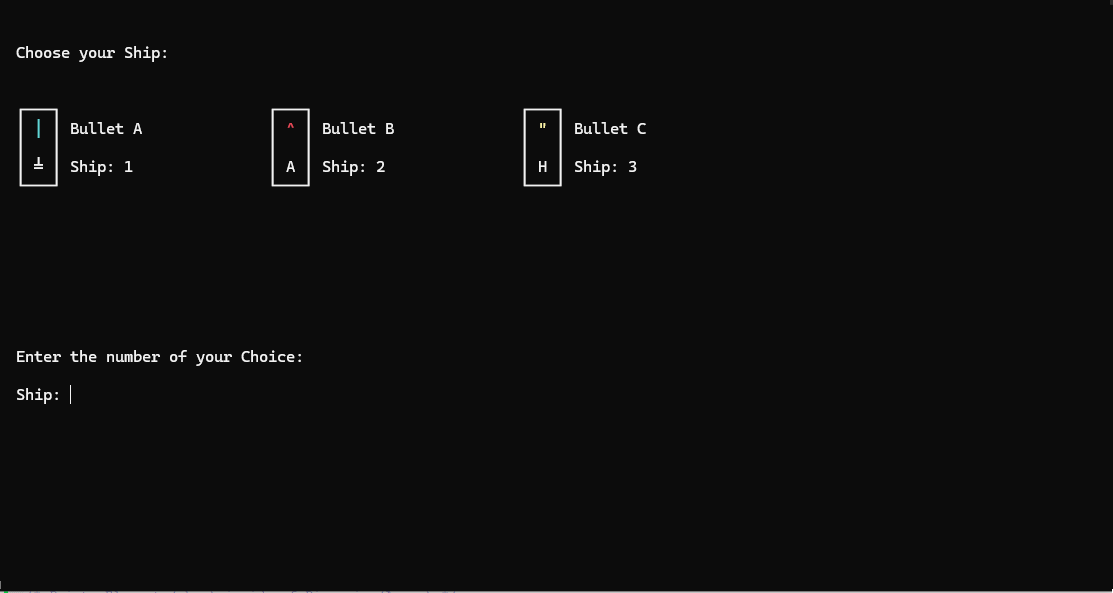 Choose your Ship:
| Bullet A ^ Bullet B " Bullet C
╩ Ship: 1 A Ship: 2 H Ship: 3
Enter the number of your Choice:
Ship: